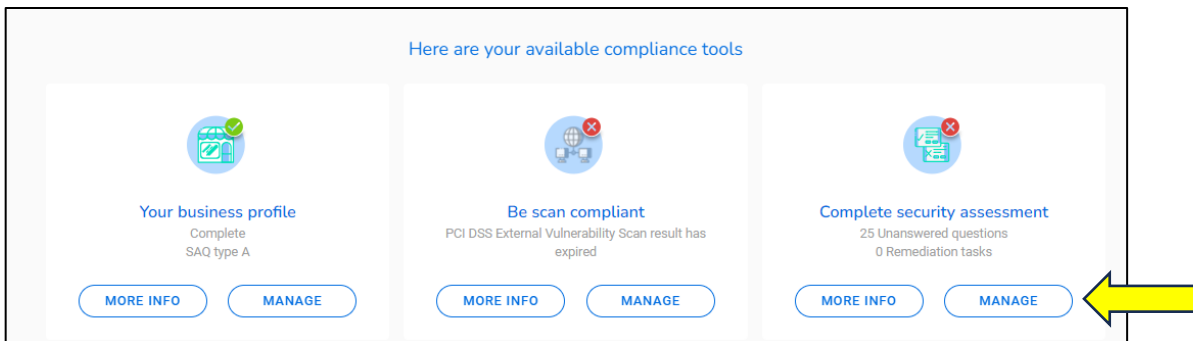 Here are your available compliance tools
Your business profile
Complete
SAQ type A
MORE INFO
MANAGE
Be scan compliant
PCI DSS External Vulnerability Scan result has
expired
MORE INFO
MANAGE
Complete security assessment
25 Unanswered questions
0 Remediation tasks
MORE INFO
MANAGE